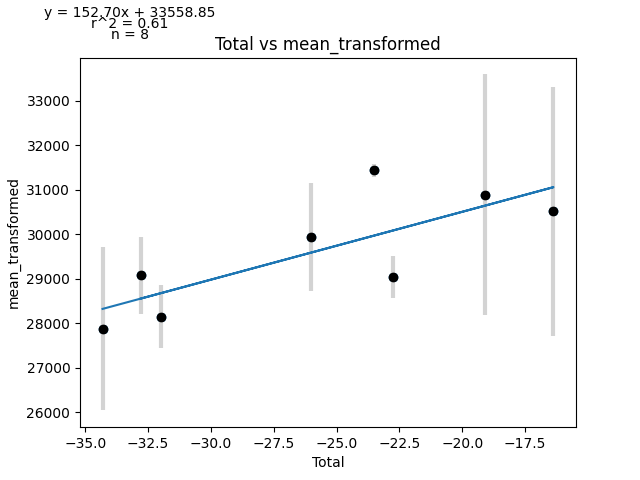 y = 152.70x + 33558.85
r^2 = 0.61
n = 8
Total vs mean_transformed
33000
32000
31000
30000
29000
28000
27000
26000
mean_transformed
−35.0 −32.5 −30.0 −27.5 −25.0 −22.5 −20.0 −17.5
Total